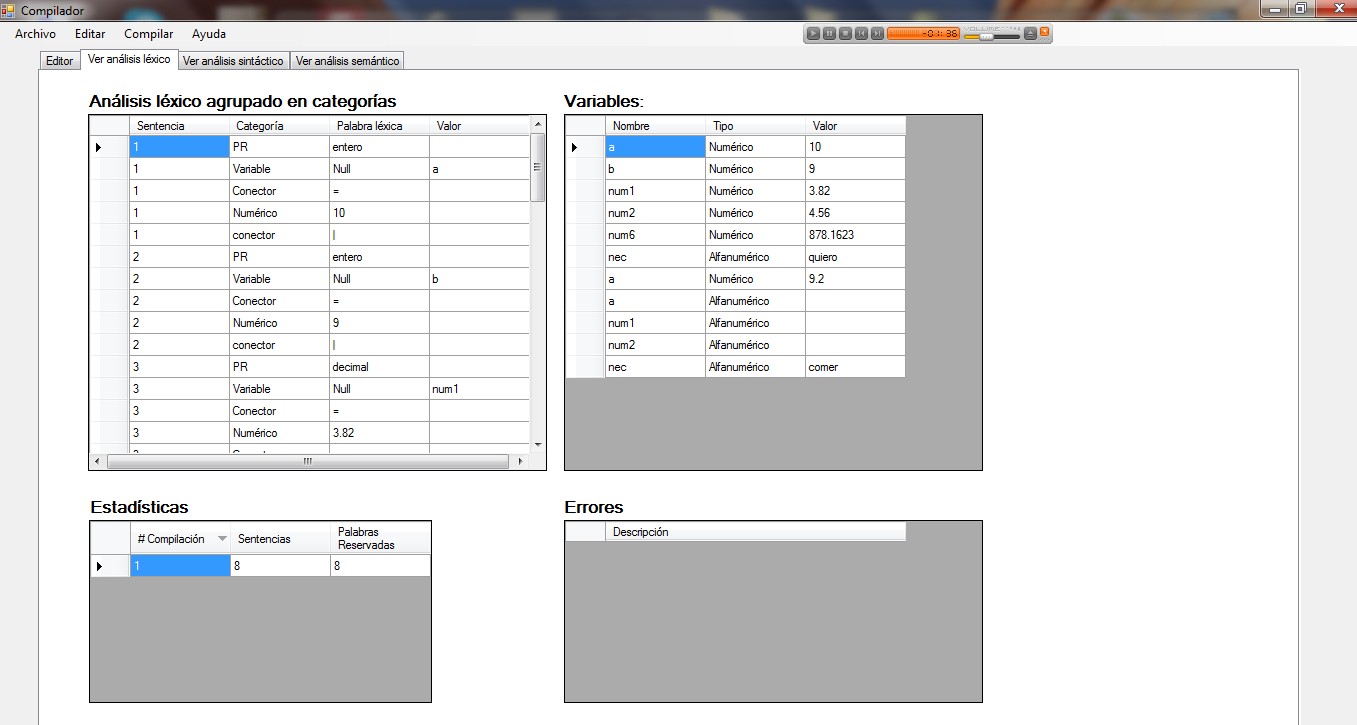 Compilador
Archivo Editar Compilar Ayuda
-01:36 VOLUME
Editor Ver análisis léxico Ver análisis sintáctico Ver análisis semántico
Análisis léxico agrupado en categorías
Sentencia Categoría Palabra léxica Valor
1 PR entero
1 Variable Null a
1 Conector =
1 Numérico 10
1 conector |
2 PR entero
2 Variable Null b
2 Conector =
2 Numérico 9
2 conector |
3 PR decimal
3 Variable Null num1
3 Conector =
3 Numérico 3.82
Variables:
Nombre Tipo Valor
a Numérico 10
b Numérico 9
num1 Numérico 3.82
num2 Numérico 4.56
num6 Numérico 878.1623
nec Alfanumérico quiero
a Numérico 9.2
a Alfanumérico
num1 Alfanumérico
num2 Alfanumérico
nec Alfanumérico comer
Estadísticas
# Compilación Sentencias Palabras
Reservadas
1 8 8
Errores
Descripción